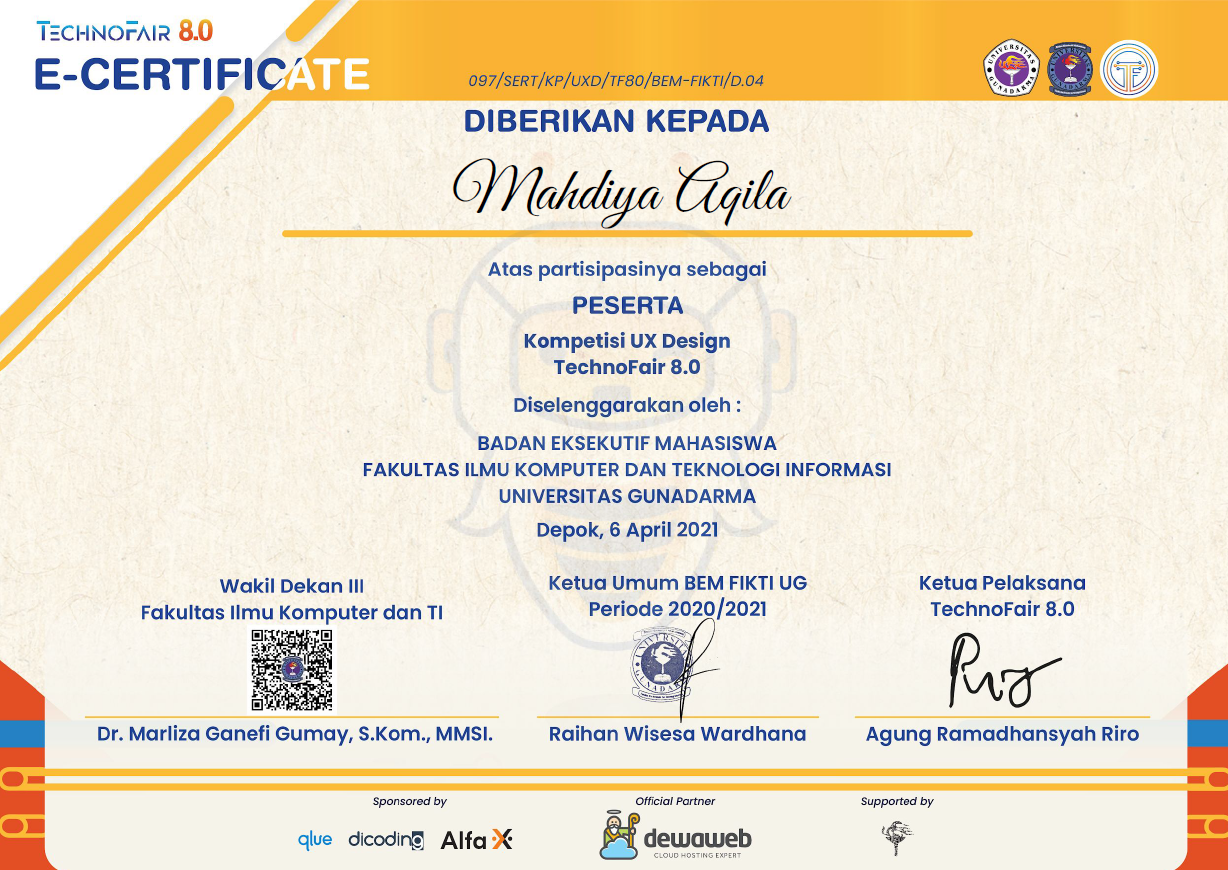 TECHNOFAIR 8.0
E-CERTIFICATE
097/SERT/KP/UXD/TF80/BEM-FIKTI/D.04
UNIVERSITAS GUNADARMA
TF
DIBERIKAN KEPADA
Mahdiya Aqila
Atas partisipasinya sebagai
PESERTA
Kompetisi UX Design
TechnoFair 8.0
Diselenggarakan oleh :
BADAN EKSEKUTIF MAHASISWA
FAKULTAS ILMU KOMPUTER DAN TEKNOLOGI INFORMASI
UNIVERSITAS GUNADARMA
Depok, 6 April 2021
Wakil Dekan III
Fakultas Ilmu Komputer dan TI
Dr. Marliza Ganefi Gumay, S.Kom., MMSI.
Ketua Umum BEM FIKTI UG
Periode 2020/2021
UNIVERSITAS GUNADARMA
Raihan Wisesa Wardhana
Ketua Pelaksana
TechnoFair 8.0
Agung Ramadhansyah Riro
Sponsored by
qlue dicoding Alfa X
Official Partner
dewaweb
CLOUD HOSTING EXPERT
Supported by